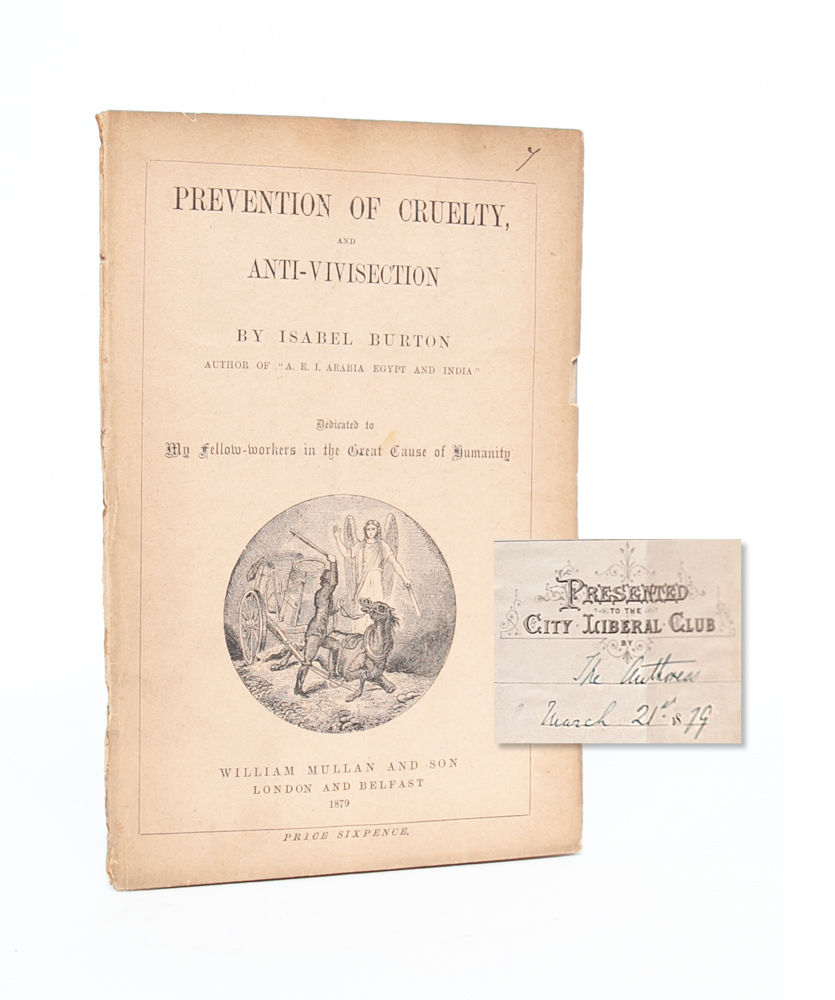 7
PREVENTION OF CRUELTY,
AND
ANTI-VIVISECTION
BY ISABEL BURTON
AUTHOR OF "A. E. I. ARABIA EGYPT AND INDIA"
Dedicated to
My Fellow-workers in the Great Cause of Humanity
WILLIAM MULLAN AND SON
LONDON AND BELFAST
1879
PRICE SIXPENCE.
PRESENTED
TO THE
CITY LIBERAL CLUB
BY
The Authoress
March 21st 1879